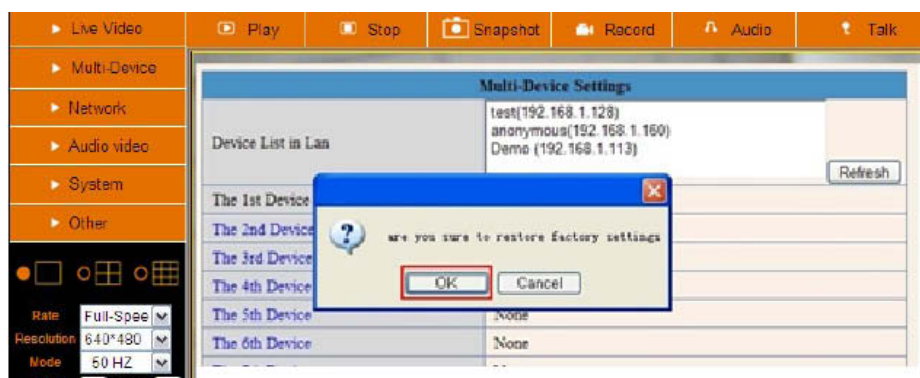 Live Video
Play
Stop
Snapshot
Record
Audio
Talk
Multi-Device
Network
Audio video
System
Other
Multi-Device Settings
Device List in Lan
test(192.168.1.128)
anonymous(192.168.1.160)
Demo (192.168.1.113)
Refresh
The 1st Device
The 2nd Device
The 3rd Device
The 4th Device
The 5th Device
None
The 6th Device
None
are you sure to restore factory settings
OK
Cancel
Rate
Full-Spee
Resolution
640*480
Mode
50 HZ